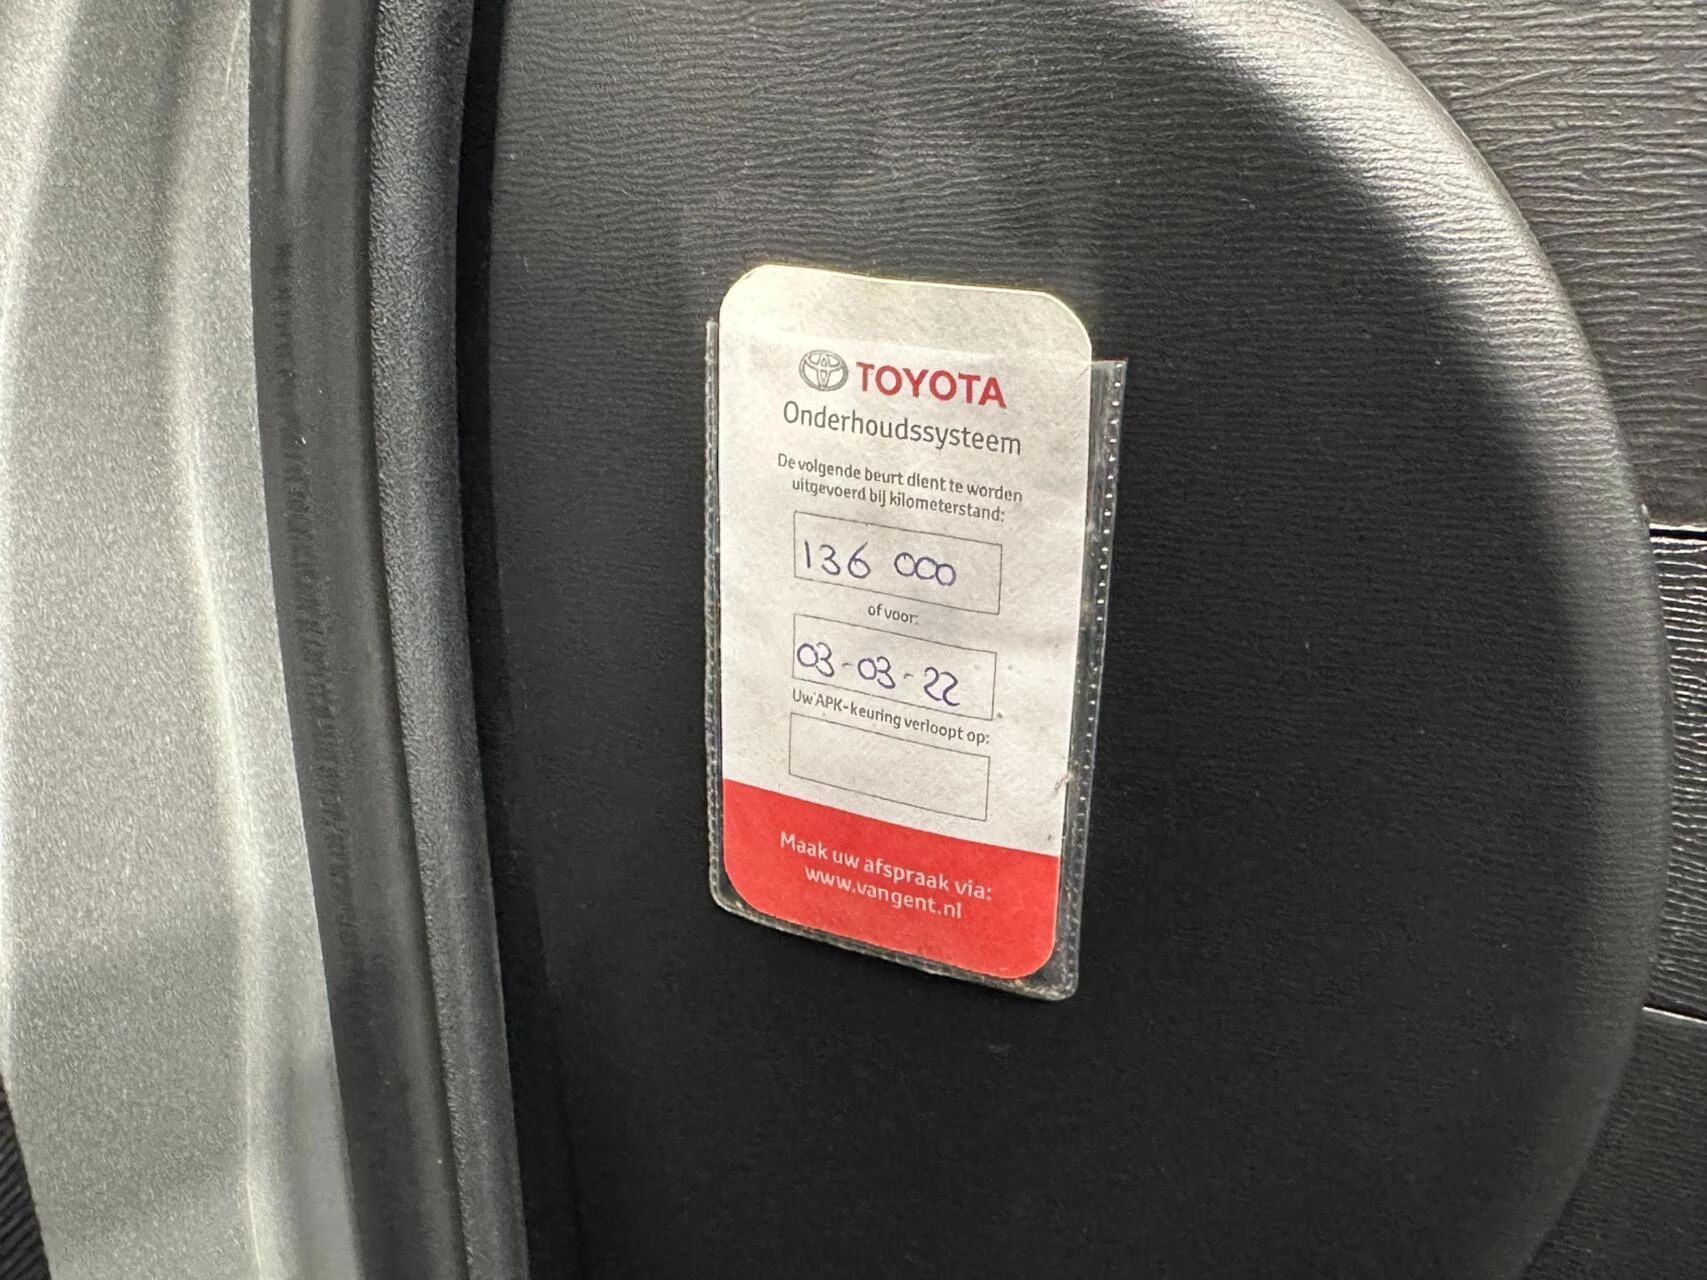 TOYOTA
Onderhoudssysteem
De volgende beurt dient te worden
uitgevoerd bij kilometerstand:
136 000
of voor:
03-03-22
Uw APK-keuring verloopt op:
Maak uw afspraak via:
www.vangent.nl